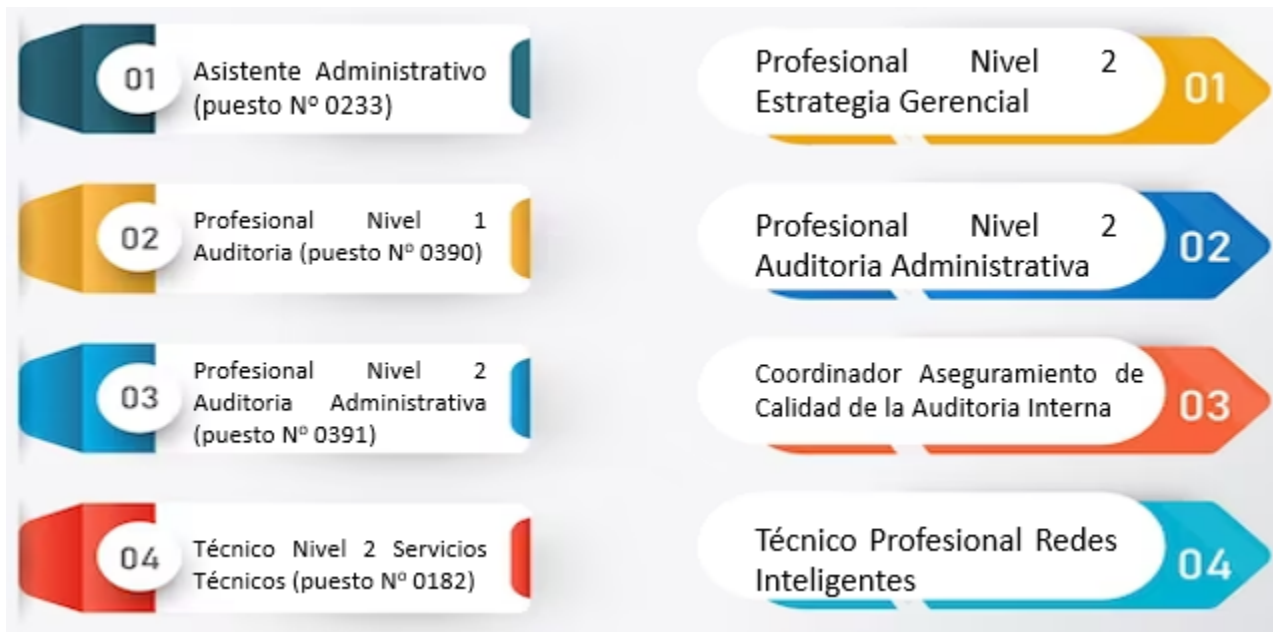 01
Asistente Administrativo
(puesto Nº 0233)
02
Profesional Nivel 1
Auditoria (puesto Nº 0390)
03
Profesional Nivel 2
Auditoria Administrativa
(puesto Nº 0391)
04
Técnico Nivel 2 Servicios
Técnicos (puesto Nº 0182)
Profesional Nivel 2
Estrategia Gerencial
01
Profesional Nivel 2
Auditoria Administrativa
02
Coordinador Aseguramiento de
Calidad de la Auditoria Interna
03
Técnico Profesional Redes
Inteligentes
04